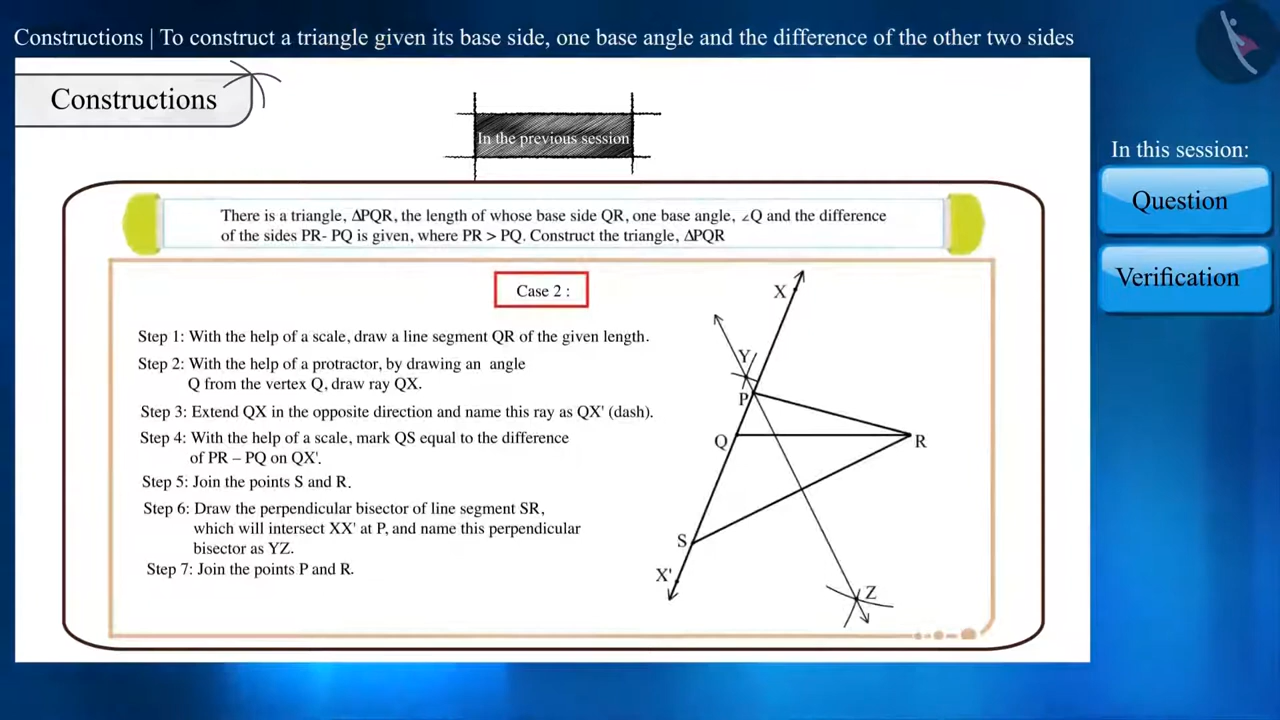 Constructions | To construct a triangle given its base side, one base angle and the difference of the other two sides
Constructions
In the previous session
In this session:
Question
Verification
There is a triangle, ΔPQR, the length of whose base side QR, one base angle, ∠Q and the difference
of the sides PR- PQ is given, where PR > PQ. Construct the triangle, ΔPQR
Case 2 :
Step 1: With the help of a scale, draw a line segment QR of the given length.
Step 2: With the help of a protractor, by drawing an angle
Q from the vertex Q, draw ray QX.
Step 3: Extend QX in the opposite direction and name this ray as QX' (dash).
Step 4: With the help of a scale, mark QS equal to the difference
of PR – PQ on QX'.
Step 5: Join the points S and R.
Step 6: Draw the perpendicular bisector of line segment SR,
which will intersect XX' at P, and name this perpendicular
bisector as YZ.
Step 7: Join the points P and R.
X
Y
P
Q
R
S
X'
Z